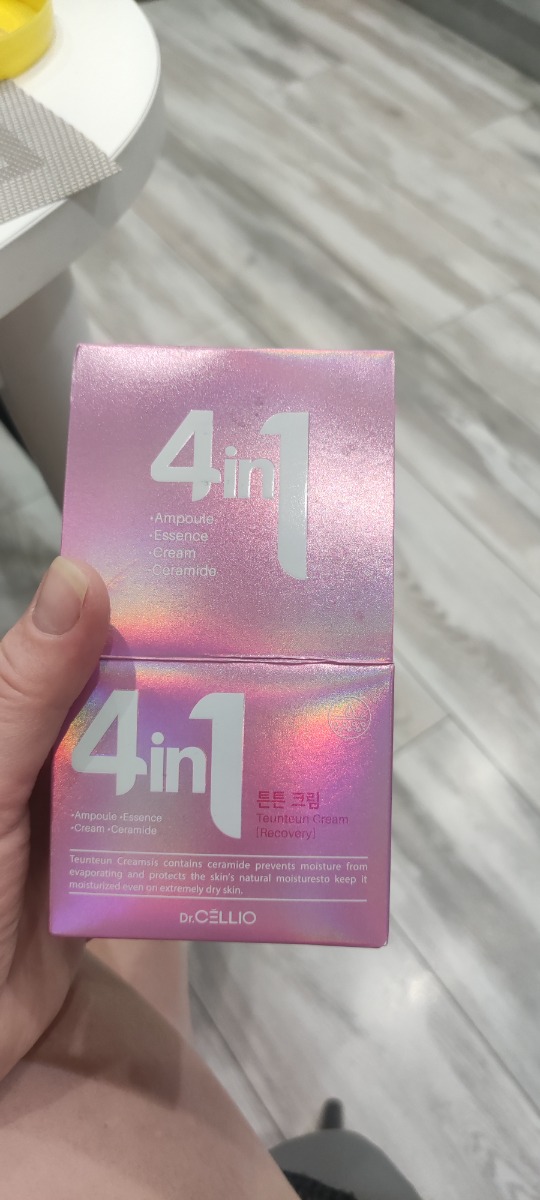 4in1
•Ampoule
•Essence
•Cream
•Ceramide
4in1
•Ampoule •Essence
•Cream •Ceramide
튼튼 크림
Teunteun Cream
[Recovery]
Teunteun Creamsis contains ceramide prevents moisture from
evaporating and protects the skin's natural moisturesto keep it
moisturized even on extremely dry skin.
Dr.CÉLLIO